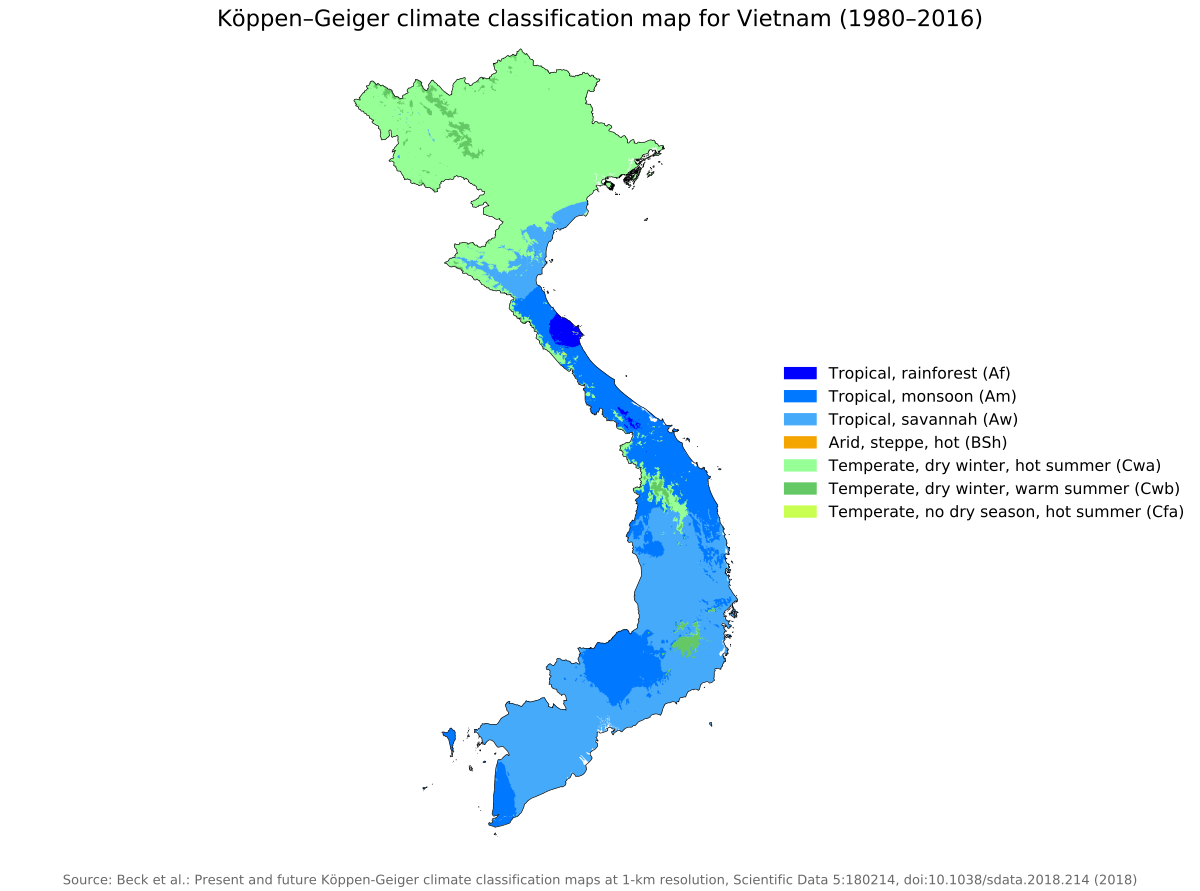 Köppen–Geiger climate classification map for Vietnam (1980–2016)
Tropical, rainforest (Af)
Tropical, monsoon (Am)
Tropical, savannah (Aw)
Arid, steppe, hot (BSh)
Temperate, dry winter, hot summer (Cwa)
Temperate, dry winter, warm summer (Cwb)
Temperate, no dry season, hot summer (Cfa)
Source: Beck et al.: Present and future Köppen-Geiger climate classification maps at 1-km resolution, Scientific Data 5:180214, doi:10.1038/sdata.2018.214 (2018)